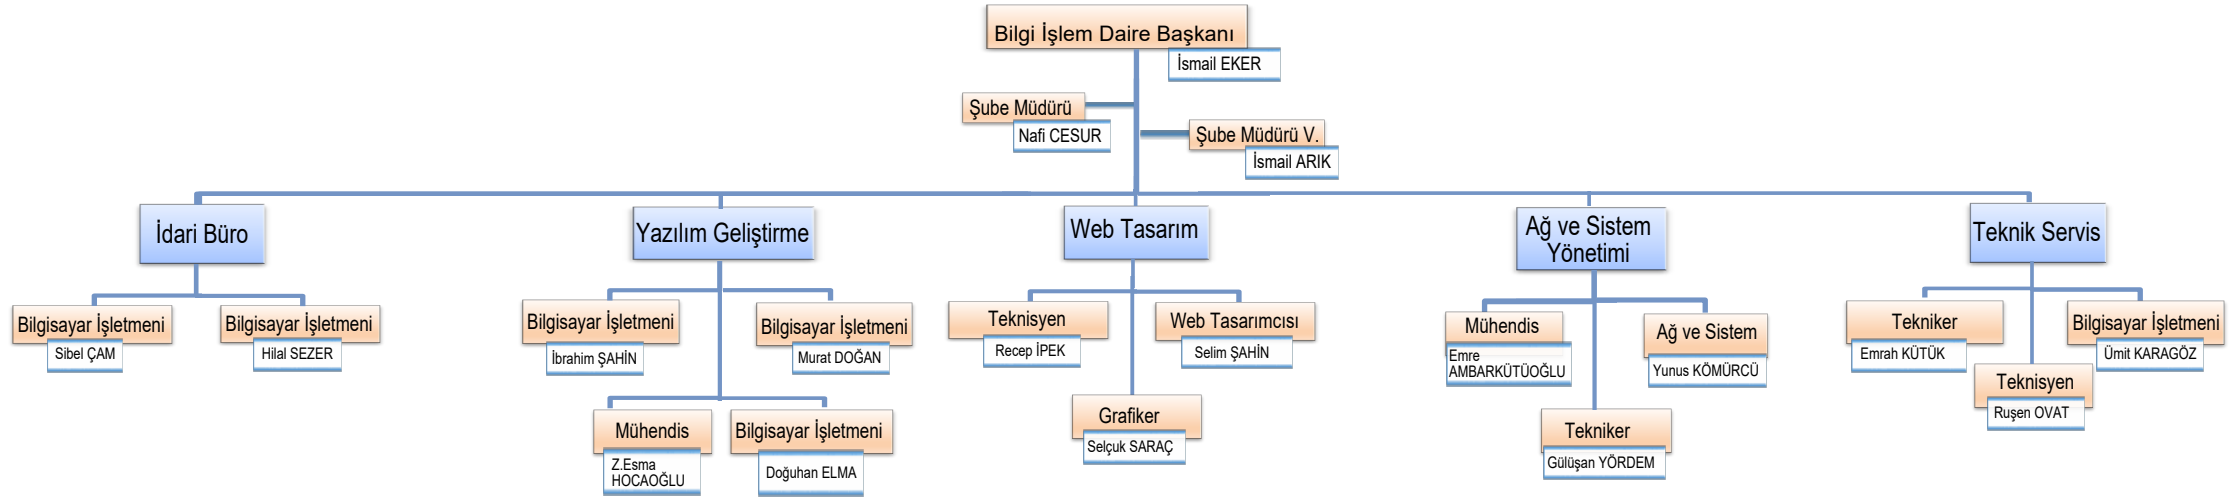 Bilgi İşlem Daire Başkanı
İsmail EKER
Şube Müdürü
Nafi CESUR
Şube Müdürü V.
İsmail ARIK
İdari Büro
Bilgisayar İşletmeni
Sibel ÇAM
Bilgisayar İşletmeni
Hilal SEZER
Yazılım Geliştirme
Bilgisayar İşletmeni
İbrahim ŞAHİN
Bilgisayar İşletmeni
Murat DOĞAN
Mühendis
Z.Esma
HOCAOĞLU
Bilgisayar İşletmeni
Doğuhan ELMA
Web Tasarım
Teknisyen
Recep İPEK
Web Tasarımcısı
Selim ŞAHİN
Grafiker
Selçuk SARAÇ
Ağ ve Sistem
Yönetimi
Mühendis
Emre
AMBARKÜTÜOĞLU
Ağ ve Sistem
Yunus KÖMÜRCÜ
Tekniker
Gülüşan YÖRDEM
Teknik Servis
Tekniker
Emrah KÜTÜK
Bilgisayar İşletmeni
Ümit KARAGÖZ
Teknisyen
Ruşen OVAT